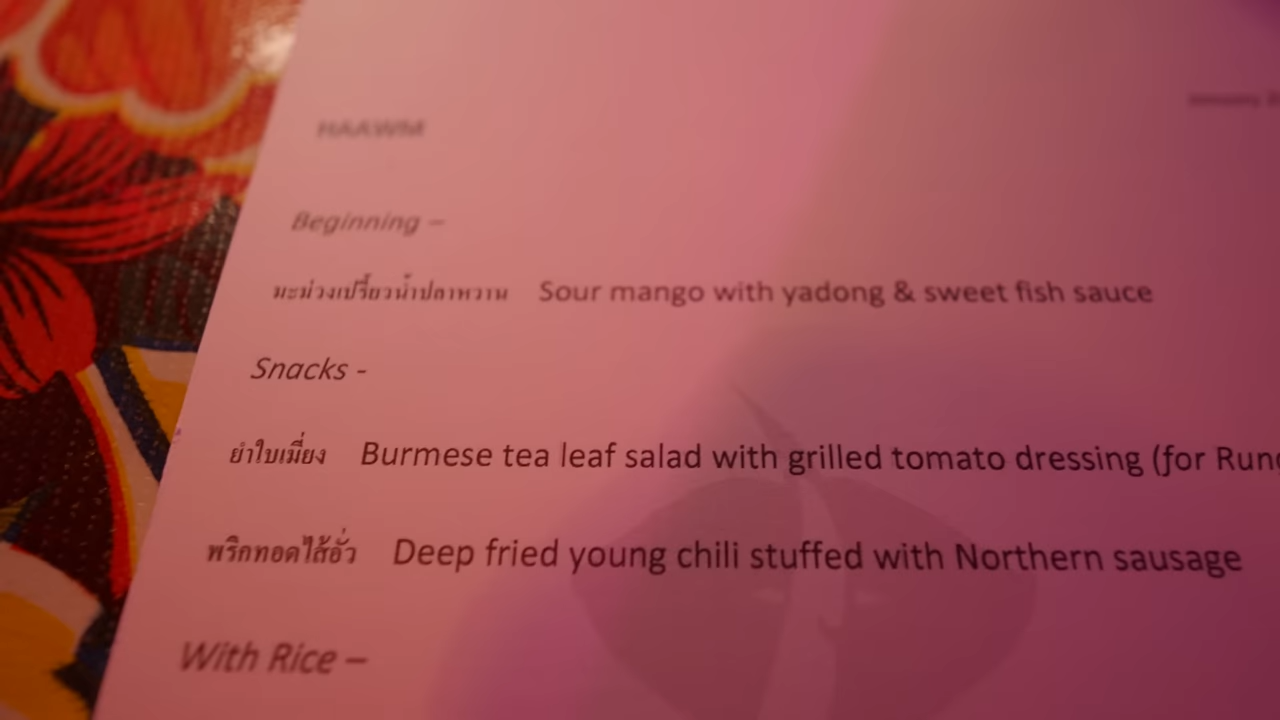 HAAWM
Beginning –
มะม่วงเปรี้ยวน้ำปลาหวาน Sour mango with yadong & sweet fish sauce
Snacks -
ยำใบเมี่ยง Burmese tea leaf salad with grilled tomato dressing (for
พริกทอดไส้อั่ว Deep fried young chili stuffed with Northern sausage
With Rice –